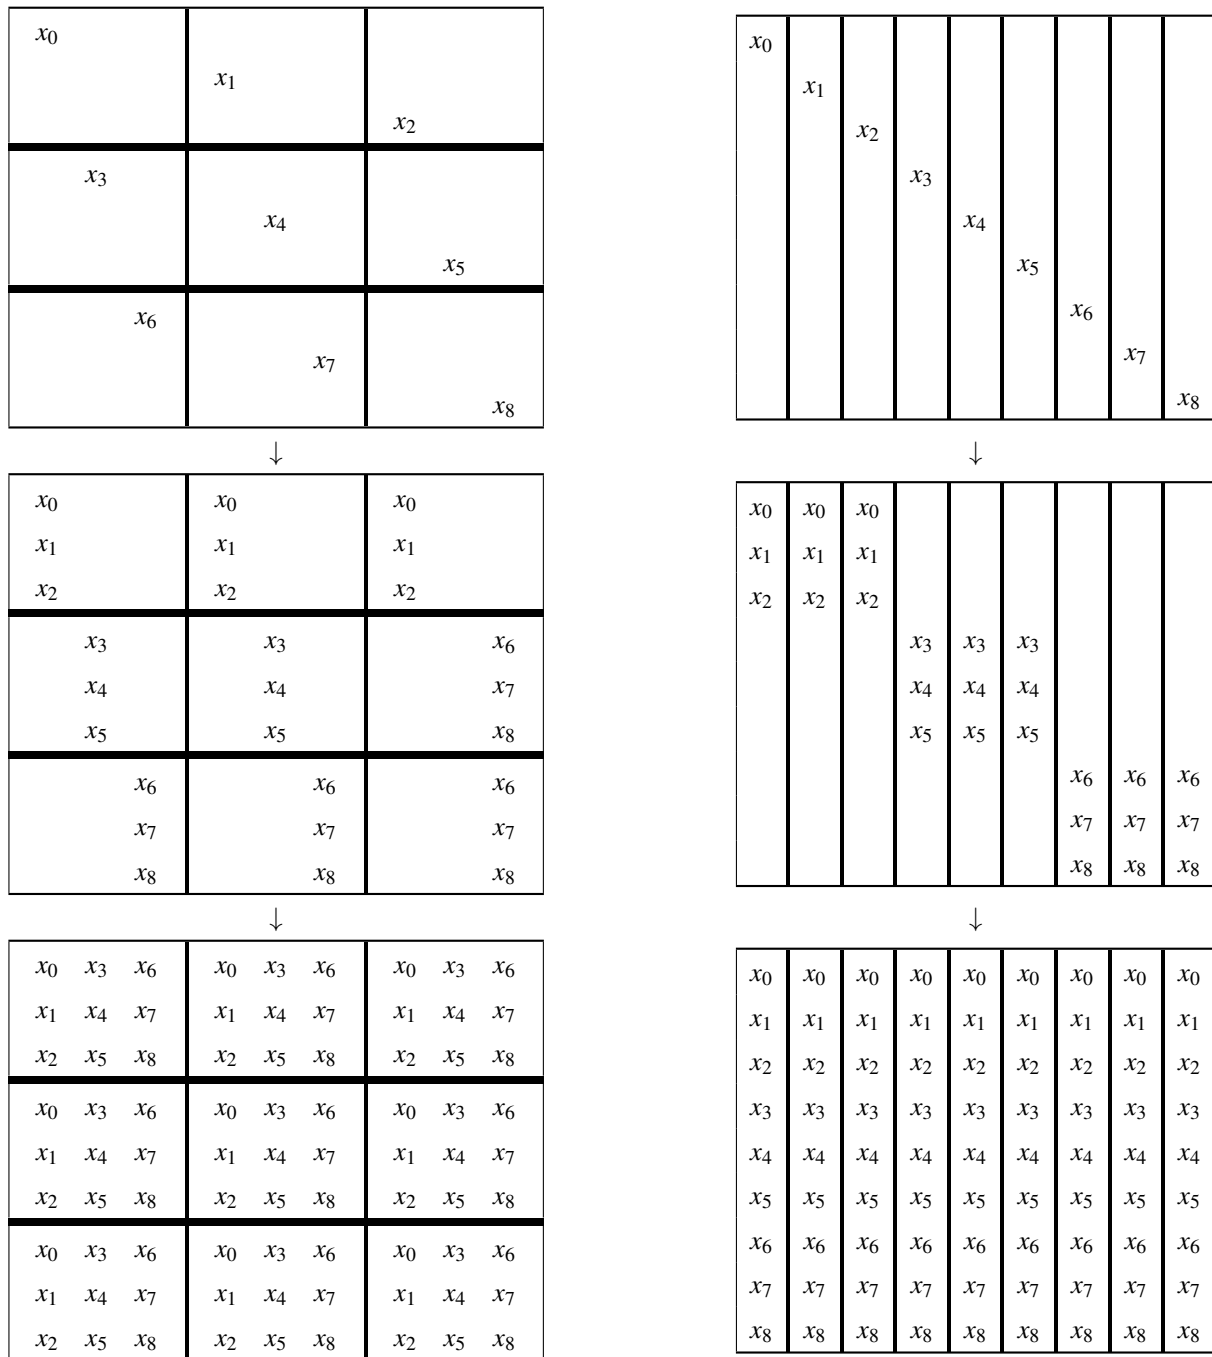 x₀
x₁
x₂
x₃
x₄
x₅
x₆
x₇
x₈
↓
x₀ x₀ x₀
x₁ x₁ x₁
x₂ x₂ x₂
x₃ x₃ x₆
x₄ x₄ x₇
x₅ x₅ x₈
x₆ x₆ x₆
x₇ x₇ x₇
x₈ x₈ x₈
↓
x₀ x₃ x₆ x₀ x₃ x₆ x₀ x₃ x₆
x₁ x₄ x₇ x₁ x₄ x₇ x₁ x₄ x₇
x₂ x₅ x₈ x₂ x₅ x₈ x₂ x₅ x₈
x₀ x₃ x₆ x₀ x₃ x₆ x₀ x₃ x₆
x₁ x₄ x₇ x₁ x₄ x₇ x₁ x₄ x₇
x₂ x₅ x₈ x₂ x₅ x₈ x₂ x₅ x₈
x₀ x₃ x₆ x₀ x₃ x₆ x₀ x₃ x₆
x₁ x₄ x₇ x₁ x₄ x₇ x₁ x₄ x₇
x₂ x₅ x₈ x₂ x₅ x₈ x₂ x₅ x₈
x₀
x₁
x₂
x₃
x₄
x₅
x₆
x₇
x₈
↓
x₀ x₀ x₀
x₁ x₁ x₁
x₂ x₂ x₂
x₃ x₃ x₃
x₄ x₄ x₄
x₅ x₅ x₅
x₆ x₆ x₆
x₇ x₇ x₇
x₈ x₈ x₈
↓
x₀ x₀ x₀ x₀ x₀ x₀ x₀ x₀ x₀
x₁ x₁ x₁ x₁ x₁ x₁ x₁ x₁ x₁
x₂ x₂ x₂ x₂ x₂ x₂ x₂ x₂ x₂
x₃ x₃ x₃ x₃ x₃ x₃ x₃ x₃ x₃
x₄ x₄ x₄ x₄ x₄ x₄ x₄ x₄ x₄
x₅ x₅ x₅ x₅ x₅ x₅ x₅ x₅ x₅
x₆ x₆ x₆ x₆ x₆ x₆ x₆ x₆ x₆
x₇ x₇ x₇ x₇ x₇ x₇ x₇ x₇ x₇
x₈ x₈ x₈ x₈ x₈ x₈ x₈ x₈ x₈